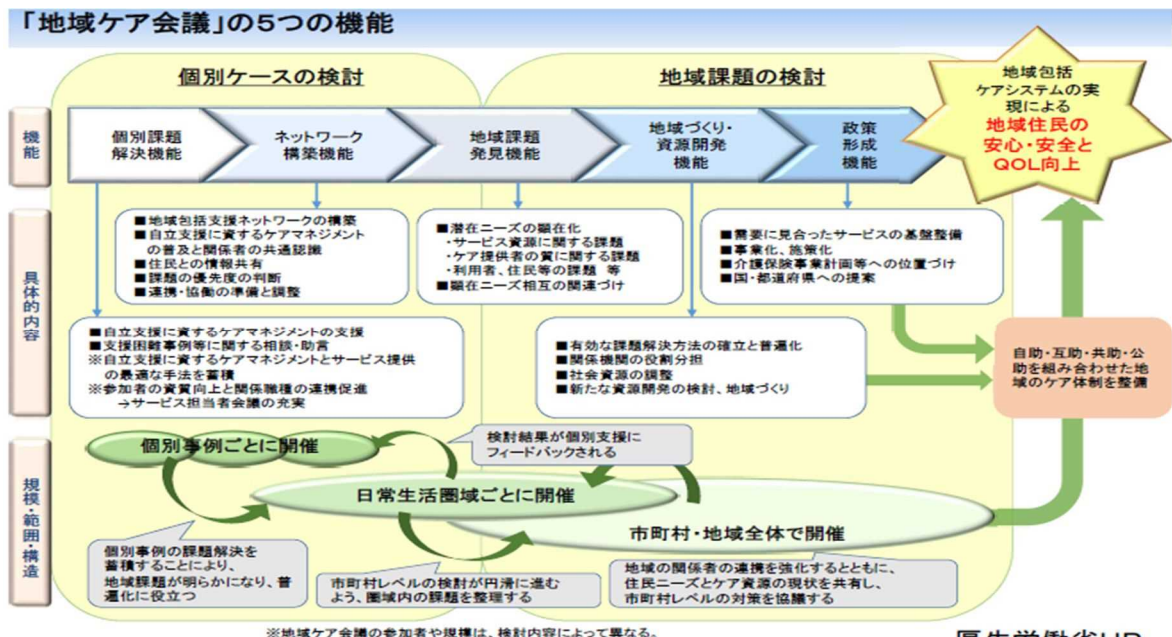 「地域ケア会議」の5つの機能
個別ケースの検討
地域課題の検討
地域包括
ケアシステムの実
現による
地域住民の
安心・安全と
QOL向上
機能
個別課題
解決機能
ネットワーク
構築機能
地域課題
発見機能
地域づくり・
資源開発
機能
政策
形成
機能
具体的内容
■地域包括支援ネットワークの構築
■自立支援に資するケアマネジメント
の普及と関係者の共通認識
■住民との情報共有
■課題の優先度の判断
■連携・協働の準備と調整
■潜在ニーズの顕在化
・サービス資源に関する課題
・ケア提供者の質に関する課題
・利用者、住民等の課題 等
■顕在ニーズ相互の関連づけ
■需要に見合ったサービスの基盤整備
■事業化、施策化
■介護保険事業計画等への位置づけ
■国・都道府県への提案
■自立支援に資するケアマネジメントの支援
■支援困難事例等に関する相談・助言
※自立支援に資するケアマネジメントとサービス提供
の最適な手法を蓄積
※参加者の資質向上と関係職種の連携促進
→サービス担当者会議の充実
■有効な課題解決方法の確立と普遍化
■関係機関の役割分担
■社会資源の調整
■新たな資源開発の検討、地域づくり
自助・互助・共助・公
助を組み合わせた地
域のケア体制を整備
規模・範囲・構造
個別事例ごとに開催
検討結果が個別支援に
フィードバックされる
日常生活圏域ごとに開催
市町村・地域全体で開催
個別事例の課題解決を
蓄積することにより、
地域課題が明らかになり、普
遍化に役立つ
市町村レベルの検討が円滑に進む
よう、圏域内の課題を整理する
地域の関係者の連携を強化するとともに、
住民ニーズとケア資源の現状を共有し、
市町村レベルの対策を協議する
※地域ケア会議の参加者や規模は、検討内容によって異なる。
厚生労働省HP